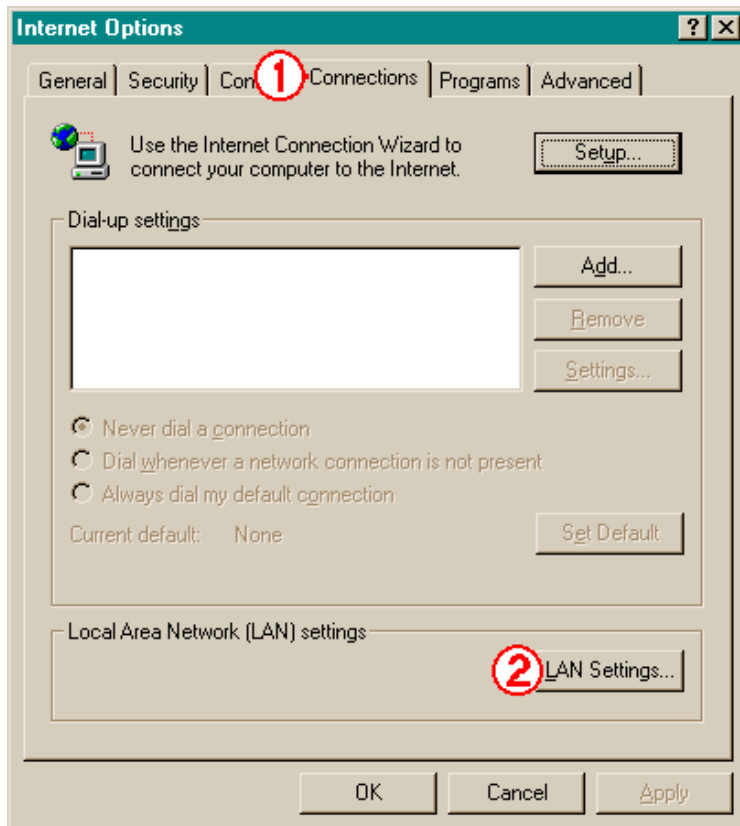 Internet Options
General Security Con 1 Connections Programs Advanced
Use the Internet Connection Wizard to
connect your computer to the Internet.
Setup...
Dial-up settings
Add...
Remove
Settings...
Never dial a connection
Dial whenever a network connection is not present
Always dial my default connection
Current default: None
Set Default
Local Area Network (LAN) settings
2 LAN Settings...
OK Cancel Apply